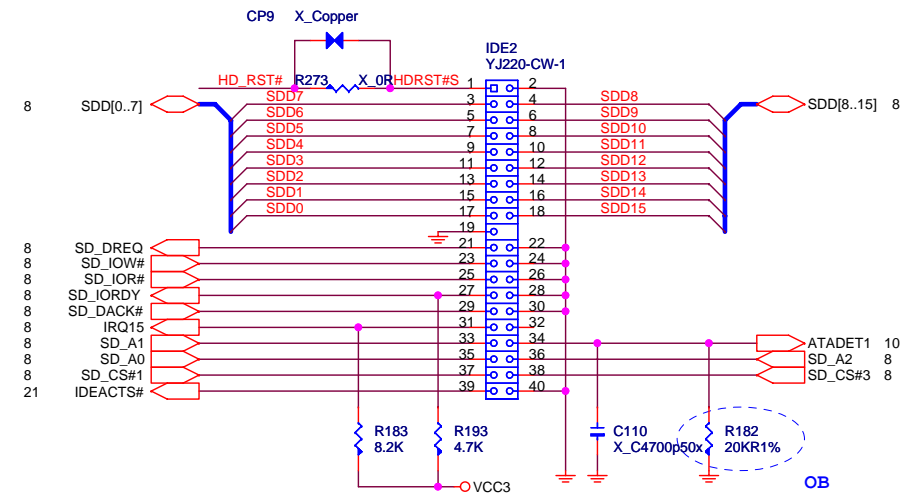 CP9 X_Copper
IDE2
YJ220-CW-1
HD_RST# R273 X_0R HDRST#S 1 2
8 SDD[0..7] SDD7 3 4 SDD8 SDD[8..15] 8
SDD6 5 6 SDD9
SDD5 7 8 SDD10
SDD4 9 10 SDD11
SDD3 11 12 SDD12
SDD2 13 14 SDD13
SDD1 15 16 SDD14
SDD0 17 18 SDD15
19
8 SD_DREQ 21 22
8 SD_IOW# 23 24
8 SD_IOR# 25 26
8 SD_IORDY 27 28
8 SD_DACK# 29 30
8 IRQ15 31 32
8 SD_A1 33 34 ATADET1 10
8 SD_A0 35 36 SD_A2 8
8 SD_CS#1 37 38 SD_CS#3 8
21 IDEACTS# 39 40
R183 R193 C110 R182
8.2K 4.7K X_C4700p50x 20KR1%
VCC3 OB